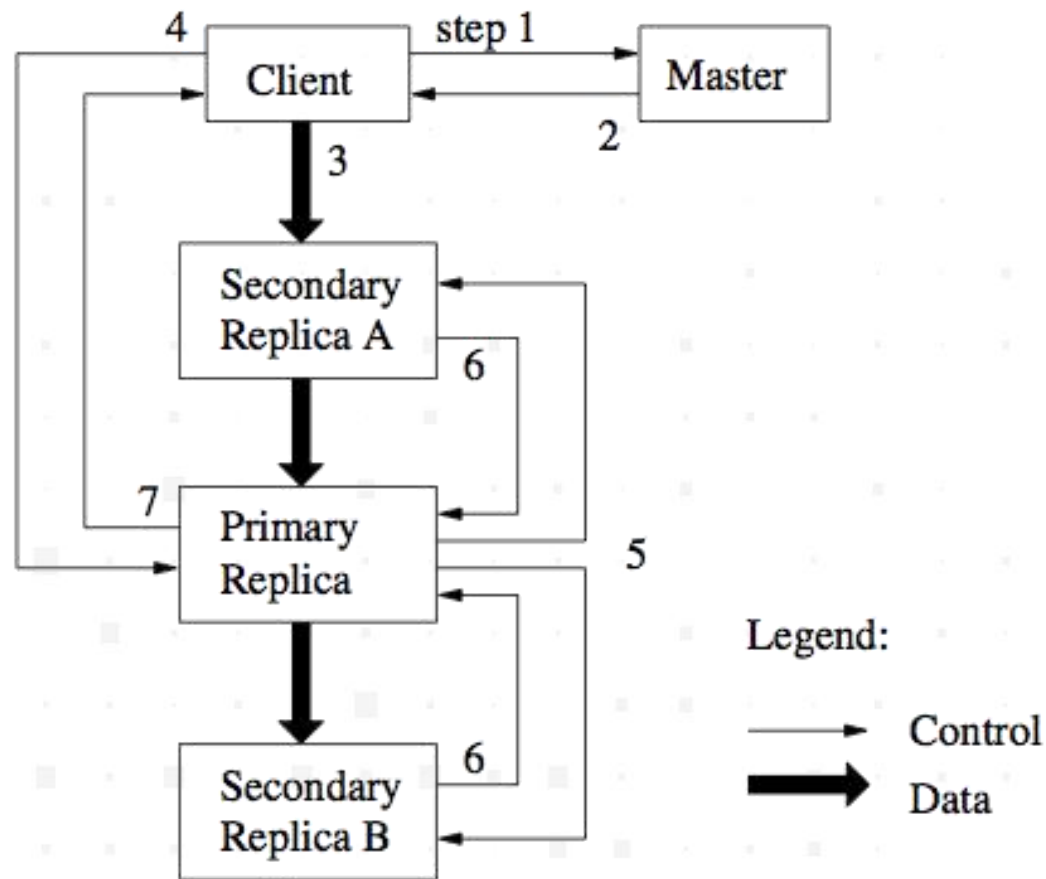 4
step 1
Client
Master
2
3
Secondary
Replica A
6
7
Primary
Replica
5
Legend:
Control
6
Secondary
Replica B
Data